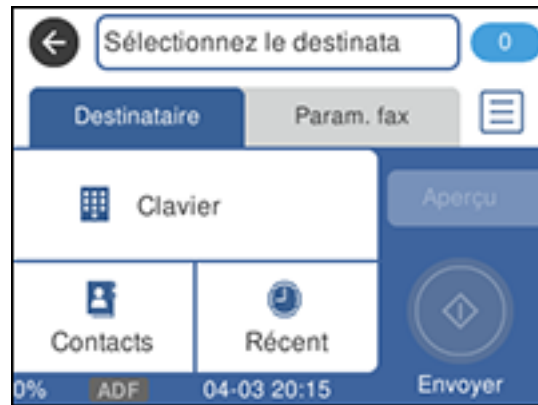 Sélectionnez le destinata
0
Destinataire
Param. fax
Clavier
Aperçu
Contacts
Récent
0%
ADF
04-03 20:15
Envoyer